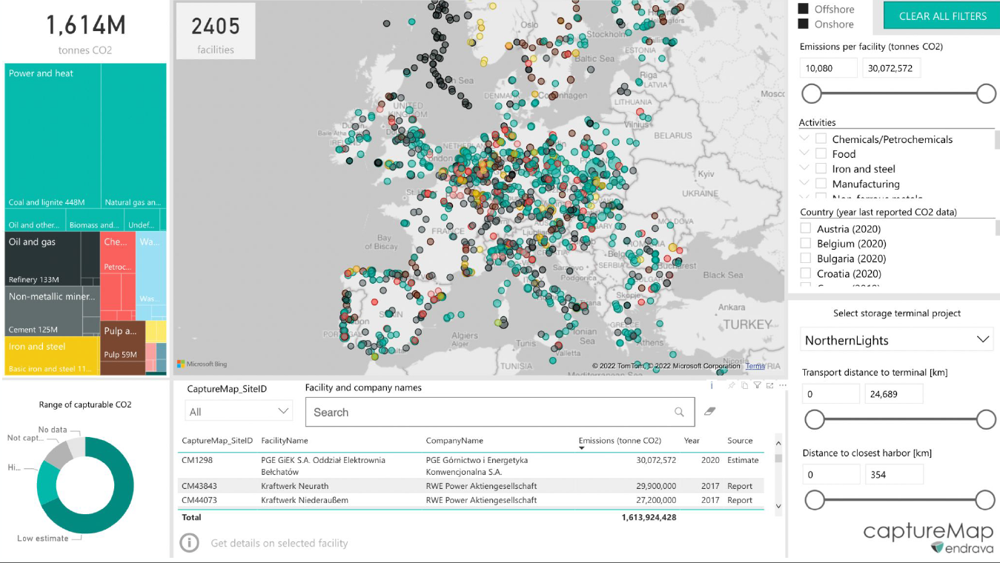 1,614M
tonnes CO2
Power and heat
Coal and lignite 448M
Natural gas an...
Oil and other...
Biomass and...
Undef...
Oil and gas
Refinery 133M
Che...
Petroc...
Wa...
Was...
Non-metallic miner...
Cement 125M
Pulp a...
Pulp 59M
Iron and steel
Basic iron and steel 11...
Range of capturable CO2
No data
Not capt...
Hi...
Low estimate
2405
facilities
Oslo
Stockholm
Baltic Sea
ESTONIA
Riga
LATVIA
LITHUANIA
Vilnius
Mosco
BELARUS
DENMARK
UNITED
KINGDOM
Baile Atha
Kyiv
UKRAINE
MOLDOVA
FRANCE
Bay
of Biscay
Black Sea
Bucharest
SERBIA
Podgorica
Skopje
Ankara
TURKEY
GREECE
Athens
Ionian
Sea
Algiers
Alger
Tunis
TUNISIA
Valletta
Microsoft Bing
© 2022 TomTom, © 2022 Microsoft Corporation Terms
CaptureMap_SiteID
All
Facility and company names
Search
CaptureMap_SiteID FacilityName CompanyName Emissions (tonne CO2) Year Source
CM1298 PGE GiEK S.A. Oddział Elektrownia Bełchatów PGE Górnictwo i Energetyka Konwencjonalna S.A. 30,072,572 2020 Estimate
CM43843 Kraftwerk Neurath RWE Power Aktiengesellschaft 29,900,000 2017 Report
CM44073 Kraftwerk Niederaußem RWE Power Aktiengesellschaft 27,200,000 2017 Report
Total 1,613,924,428
Get details on selected facility
Offshore
Onshore
CLEAR ALL FILTERS
Emissions per facility (tonnes CO2)
10,080 30,072,572
Activities
Chemicals/Petrochemicals
Food
Iron and steel
Manufacturing
Non-ferrous metals
Country (year last reported CO2 data)
Austria (2020)
Belgium (2020)
Bulgaria (2020)
Croatia (2020)
Select storage terminal project
NorthernLights
Transport distance to terminal [km]
0 24,689
Distance to closest harbor [km]
0 354
captureMap
endrava